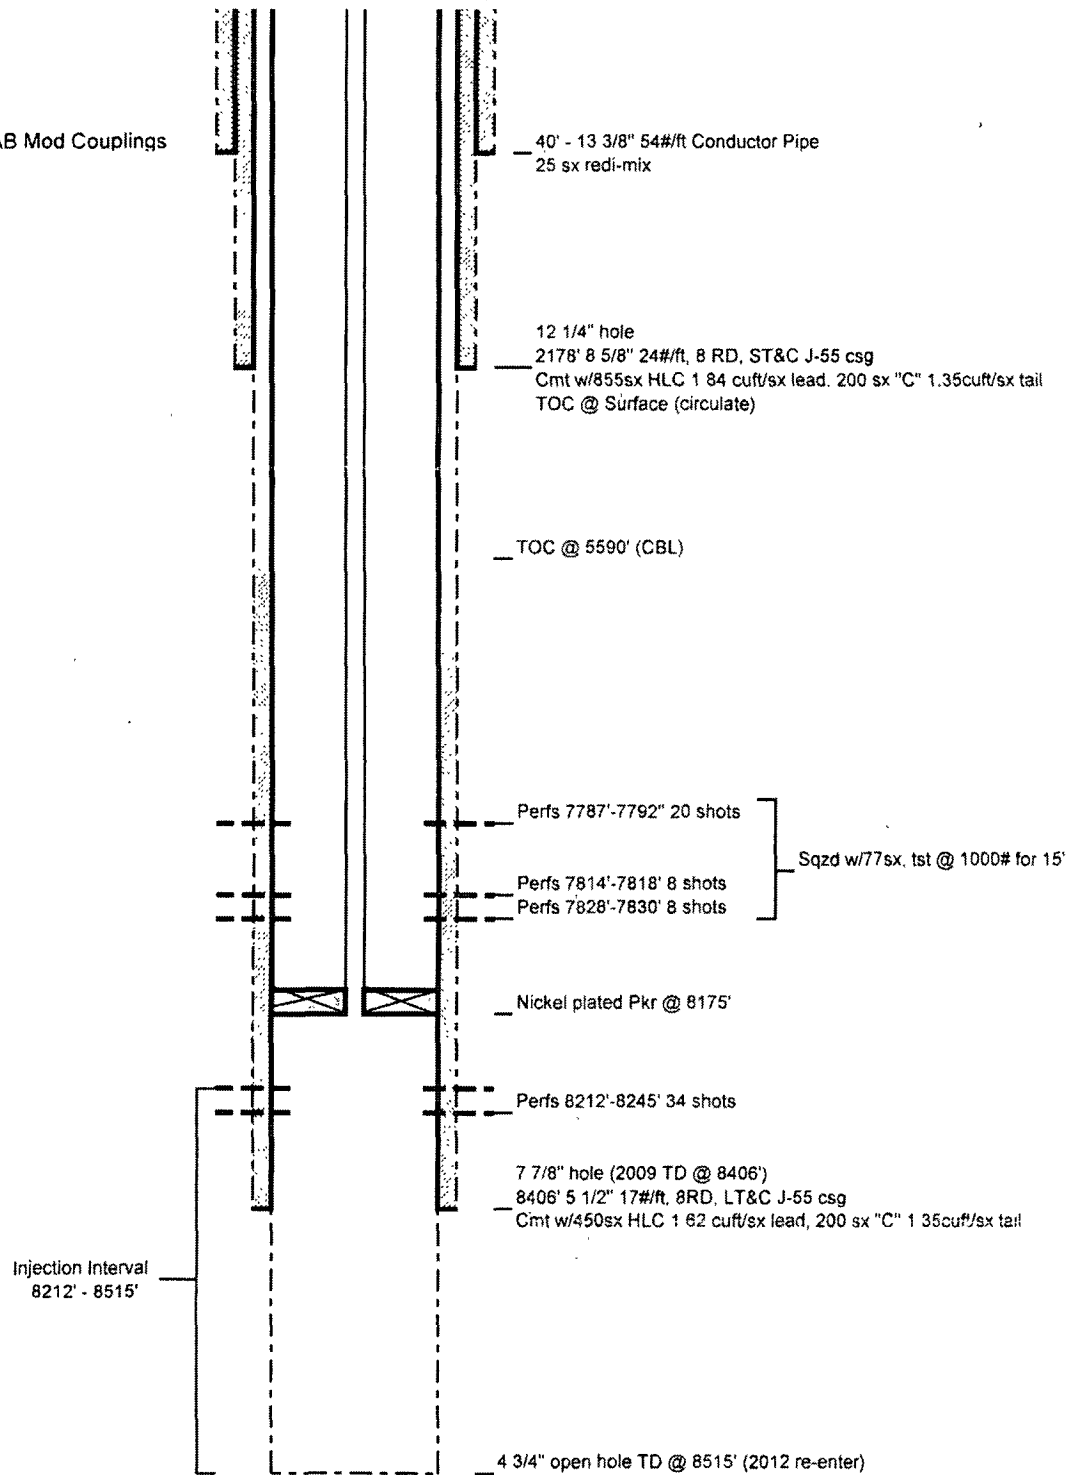 AB Mod Couplings
40' - 13 3/8" 54#/ft Conductor Pipe
25 sx redi-mix
12 1/4" hole
2178' 8 5/8" 24#/ft, 8 RD, ST&C J-55 csg
Cmt w/855sx HLC 1 84 cuft/sx lead. 200 sx "C" 1.35cuft/sx tail
TOC @ Surface (circulate)
TOC @ 5590' (CBL)
Perfs 7787'-7792" 20 shots
Sqzd w/77sx, tst @ 1000# for 15'
Perfs 7814'-7818' 8 shots
Perfs 7828'-7830' 8 shots
Nickel plated Pkr @ 8175'
Perfs 8212'-8245' 34 shots
7 7/8" hole (2009 TD @ 8406')
8406' 5 1/2" 17#/ft, 8RD, LT&C J-55 csg
Cmt w/450sx HLC 1 62 cuft/sx lead, 200 sx "C" 1 35cuft/sx tail
Injection Interval
8212' - 8515'
4 3/4" open hole TD @ 8515' (2012 re-enter)